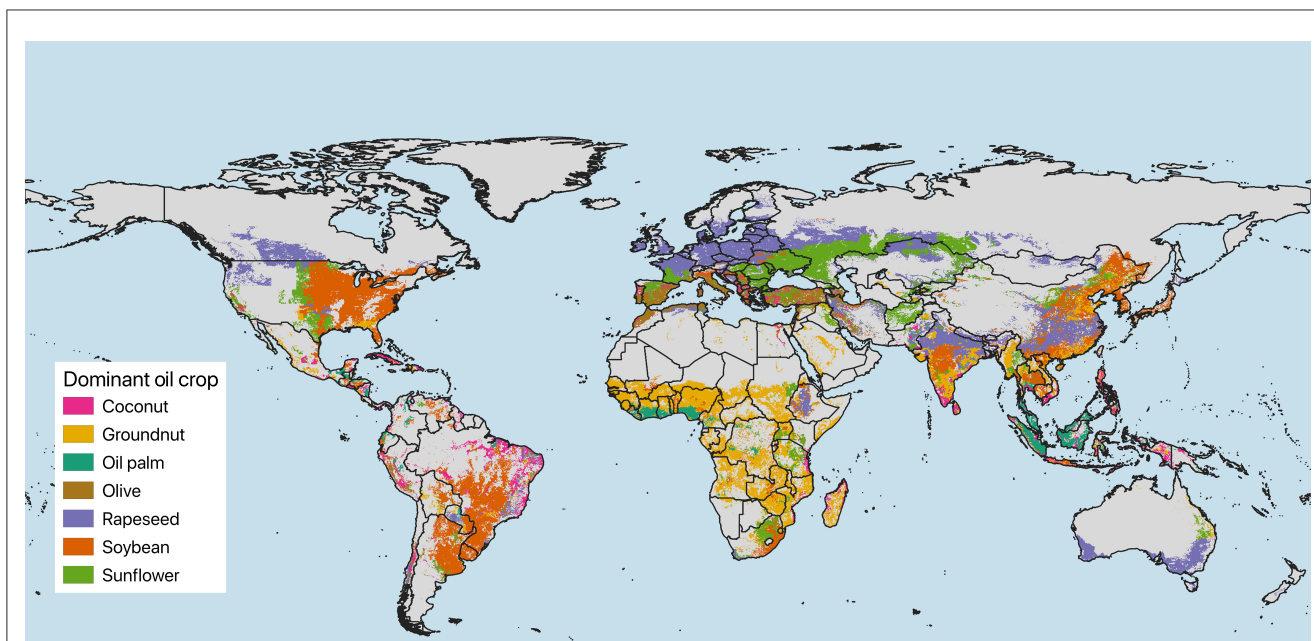 Dominant oil crop
Coconut
Groundnut
Oil palm
Olive
Rapeseed
Soybean
Sunflower